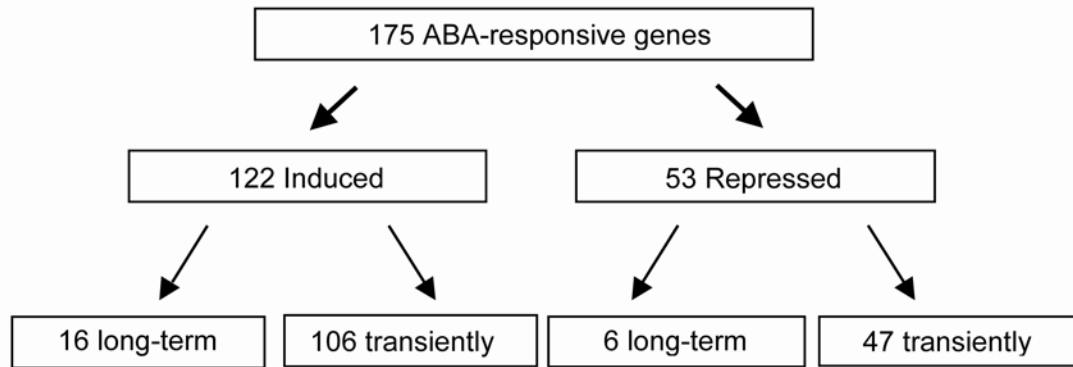 175 ABA-responsive genes
122 Induced
53 Repressed
16 long-term
106 transiently
6 long-term
47 transiently